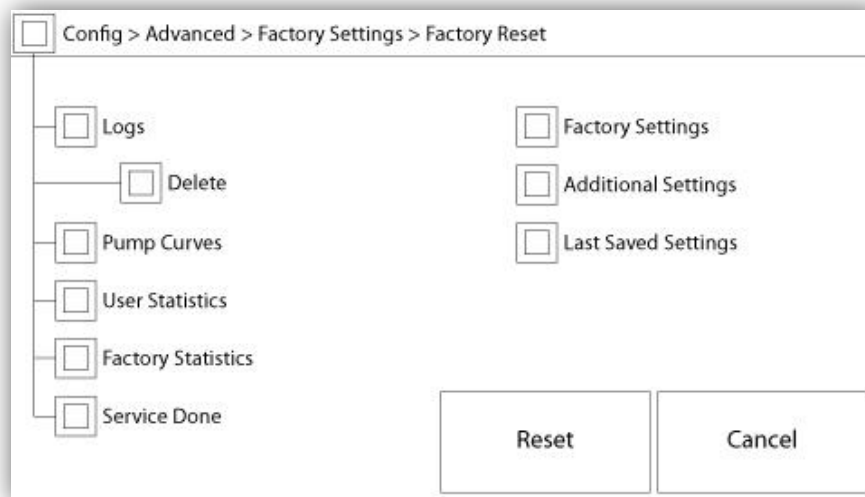 Config > Advanced > Factory Settings > Factory Reset
Logs
Delete
Pump Curves
User Statistics
Factory Statistics
Service Done
Factory Settings
Additional Settings
Last Saved Settings
Reset
Cancel